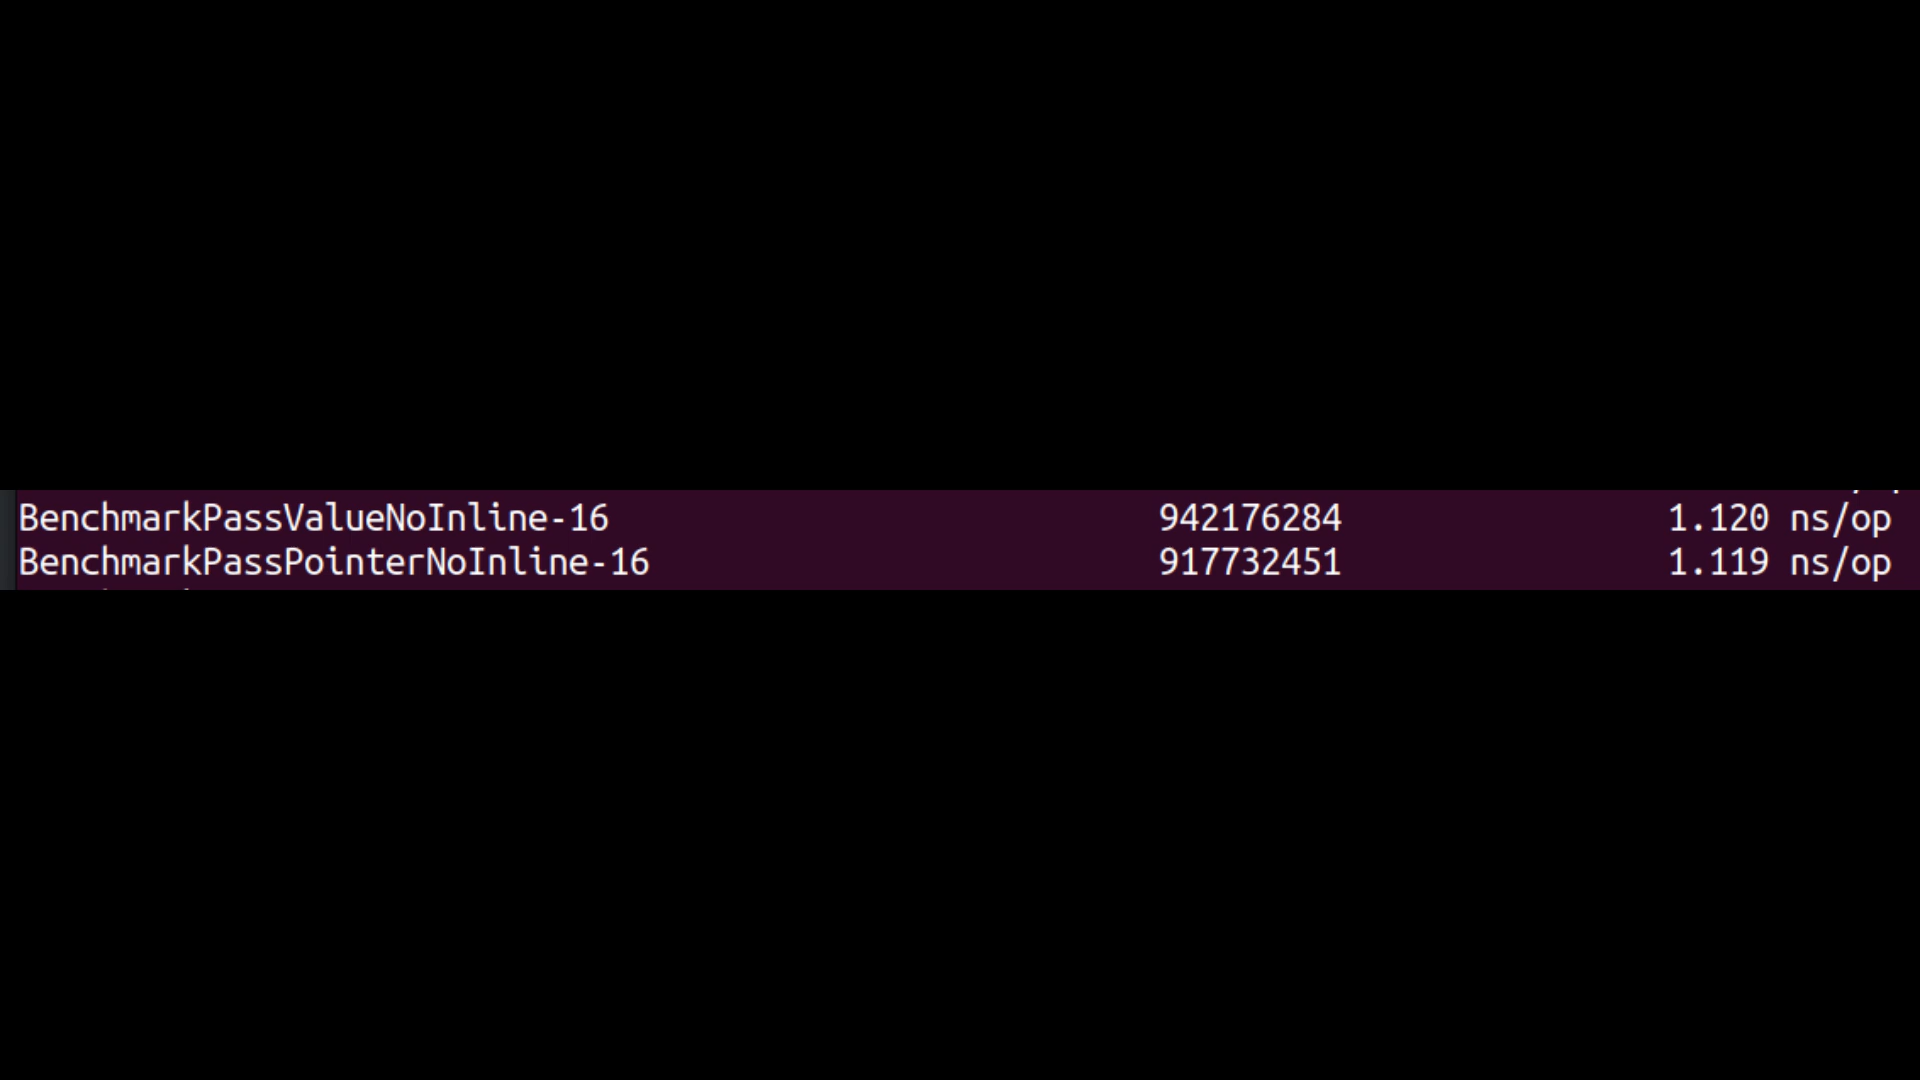 BenchmarkPassValueNoInline-16 942176284 1.120 ns/op
BenchmarkPassPointerNoInline-16 917732451 1.119 ns/op